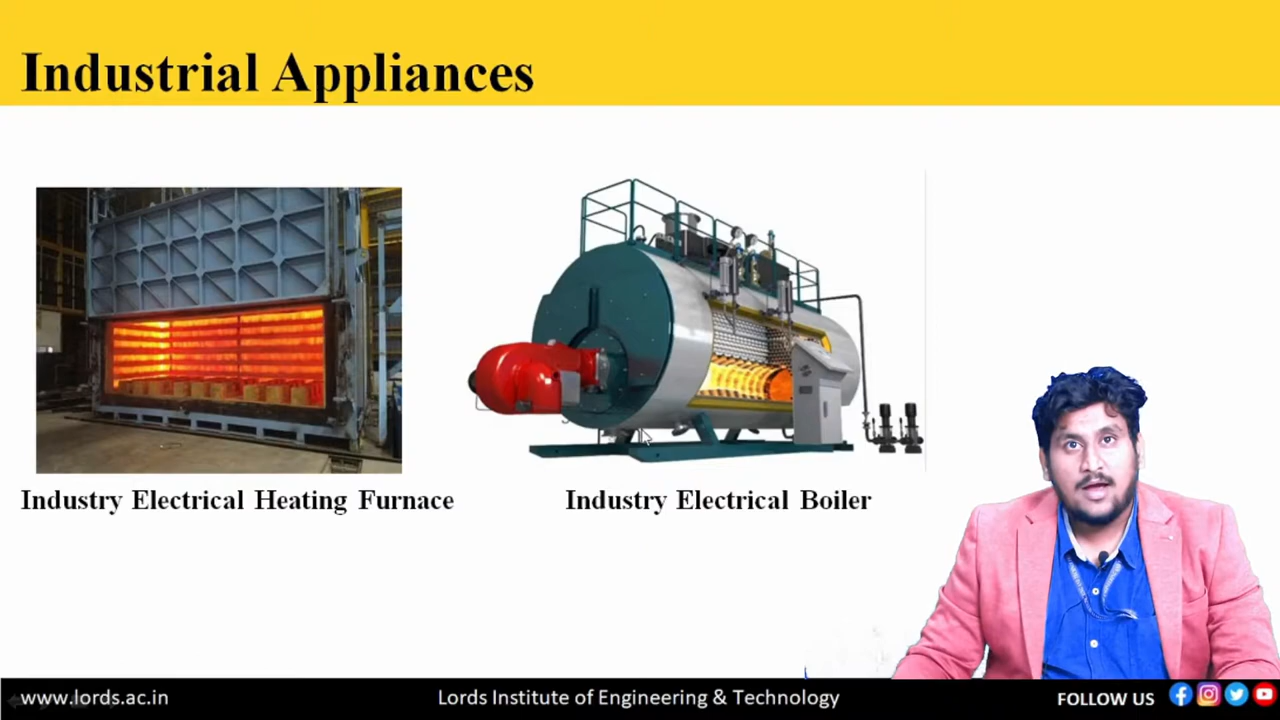 Industrial Appliances
Industry Electrical Heating Furnace
Industry Electrical Boiler
www.lords.ac.in
Lords Institute of Engineering & Technology
FOLLOW US